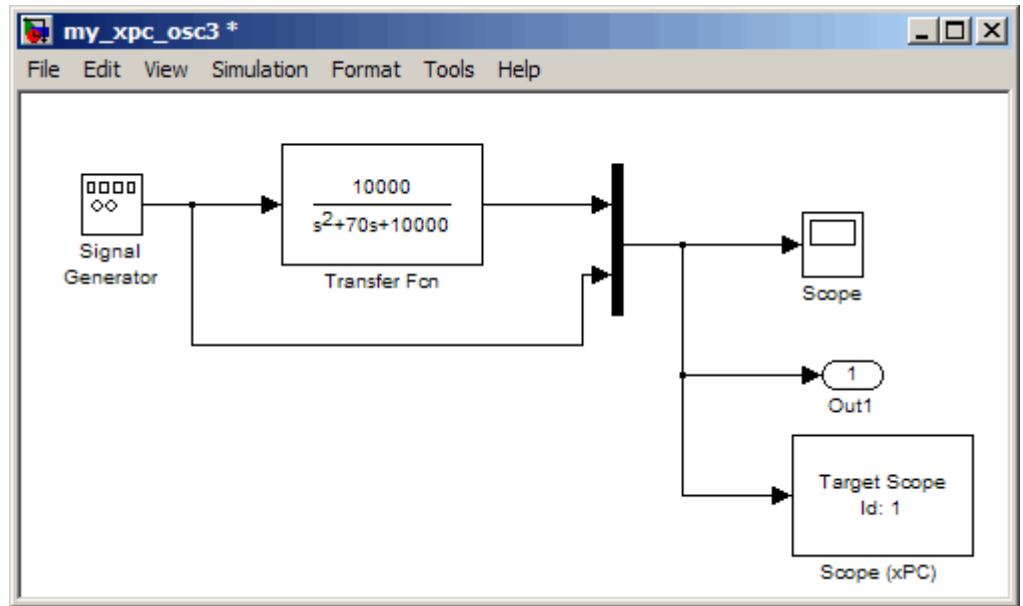 my_xpc_osc3 *
File Edit View Simulation Format Tools Help
10000
s2+70s+10000
Signal
Generator
Transfer Fcn
Scope
1
Out1
Target Scope
Id: 1
Scope (xPC)